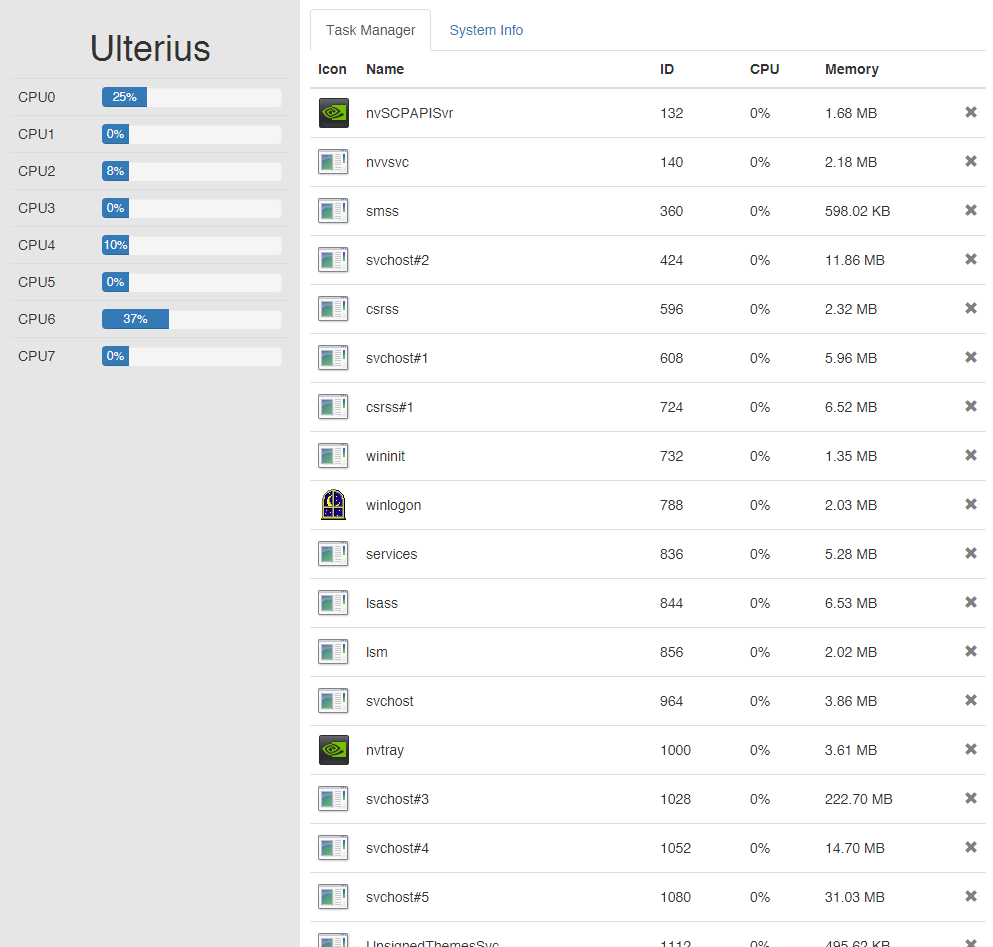 Ulterius
CPU0 25%
CPU1 0%
CPU2 8%
CPU3 0%
CPU4 10%
CPU5 0%
CPU6 37%
CPU7 0%
Task Manager System Info
Icon Name ID CPU Memory
nvSCPAPISvr 132 0% 1.68 MB
nvvsvc 140 0% 2.18 MB
smss 360 0% 598.02 KB
svchost#2 424 0% 11.86 MB
csrss 596 0% 2.32 MB
svchost#1 608 0% 5.96 MB
csrss#1 724 0% 6.52 MB
wininit 732 0% 1.35 MB
winlogon 788 0% 2.03 MB
services 836 0% 5.28 MB
lsass 844 0% 6.53 MB
lsm 856 0% 2.02 MB
svchost 964 0% 3.86 MB
nvtray 1000 0% 3.61 MB
svchost#3 1028 0% 222.70 MB
svchost#4 1052 0% 14.70 MB
svchost#5 1080 0% 31.03 MB
UnsignedThemesSvc 1112 0% 495.62 KB